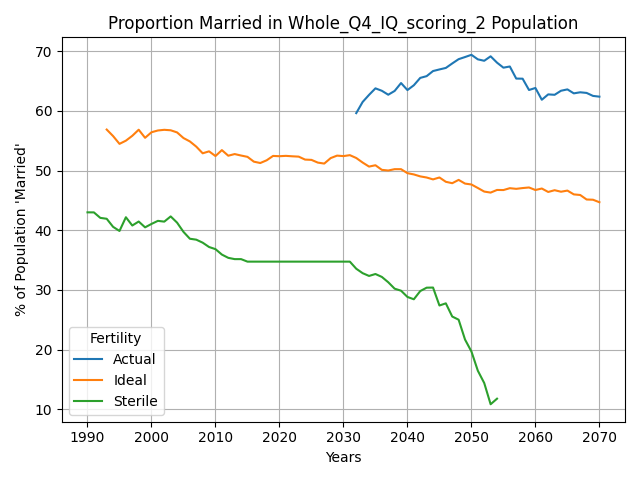 Proportion Married in Whole_Q4_IQ_scoring_2 Population
% of Population 'Married'
70
60
50
40
30
20
10
Fertility
Actual
Ideal
Sterile
1990 2000 2010 2020 2030 2040 2050 2060 2070
Years